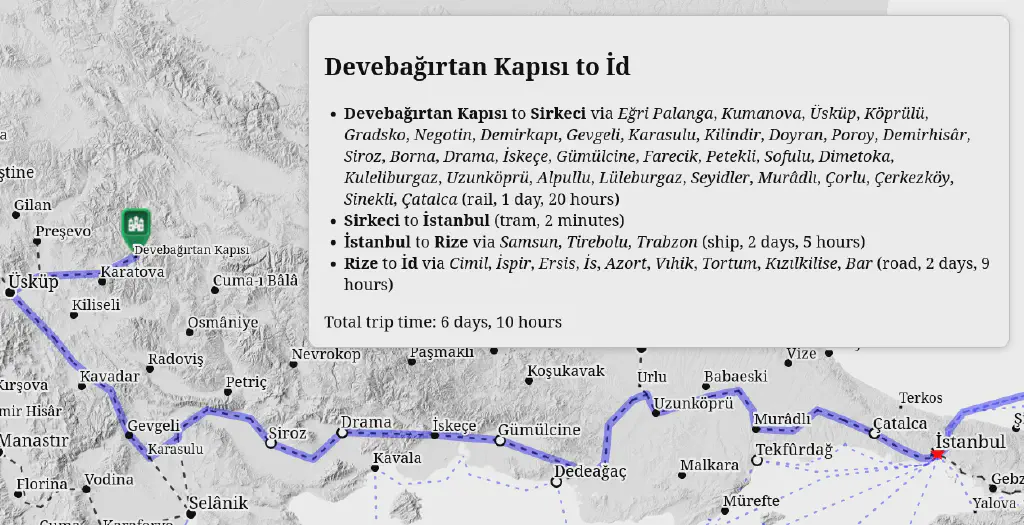 Devebağırtan Kapısı to İd
Devebağırtan Kapısı to Sirkeci via Eğri Palanga, Kumanova, Üsküp, Köprülü,
Gradsko, Negotin, Demirkapı, Gevgeli, Karasulu, Kilindir, Doyran, Poroy, Demirhisâr,
Siroz, Borna, Drama, İskeçe, Gümülcine, Farecik, Petekli, Sofulu, Dimetoka,
Kuleliburgaz, Uzunköprü, Alpullu, Lüleburgaz, Seyidler, Murâdlı, Çorlu, Çerkezköy,
Sinekli, Çatalca (rail, 1 day, 20 hours)
Sirkeci to İstanbul (tram, 2 minutes)
İstanbul to Rize via Samsun, Tirebolu, Trabzon (ship, 2 days, 5 hours)
Rize to İd via Cimil, İspir, Ersis, İs, Azort, Vıhik, Tortum, Kızılkilise, Bar (road, 2 days, 9
hours)
Total trip time: 6 days, 10 hours
a
ştine
Gilan
Preşevo
Devebağırtan Kapısı
Üsküp
Karatova
Cuma-ı Bâlâ
Kiliseli
Osmâniye
Radoviş
Nevrokop
Paşmaklı
Vize
Kırşova
Kavadar
Petriç
Koşukavak
Urlu
Babaeski
Terkos
mir Hisâr
Uzunköprü
Gevgeli
Siroz
Drama
İskeçe
Gümülcine
Murâdlı
Çatalca
Ş
Manastır
Karasulu
Tekfûrdağ
İstanbul
Kavala
Dedeağaç
Malkara
Florina
Vodina
Gebz
Selânik
Mürefte
Yalova
Cuma
Karaferya